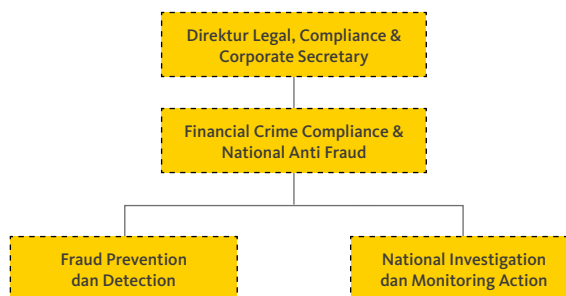 Direktur Legal, Compliance &
Corporate Secretary
Financial Crime Compliance &
National Anti Fraud
Fraud Prevention
dan Detection
National Investigation
dan Monitoring Action